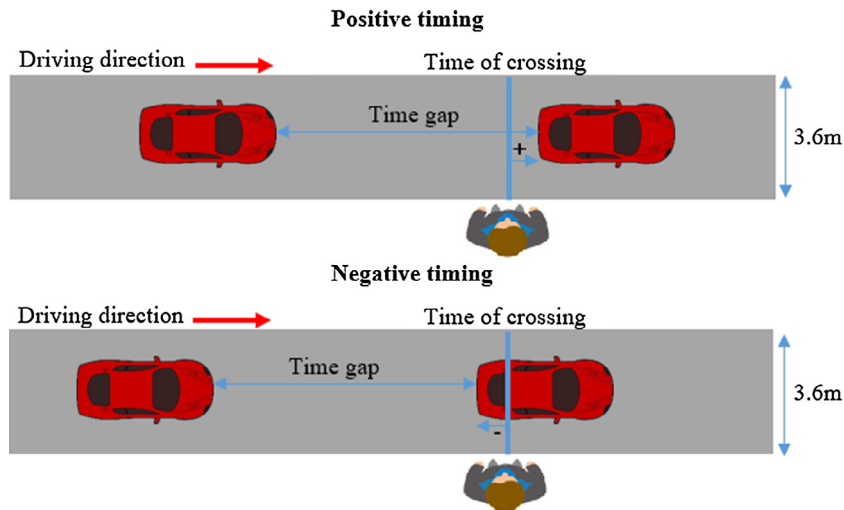 Positive timing
Driving direction
Time of crossing
Time gap
+
3.6m
Negative timing
Driving direction
Time of crossing
Time gap
-
3.6m